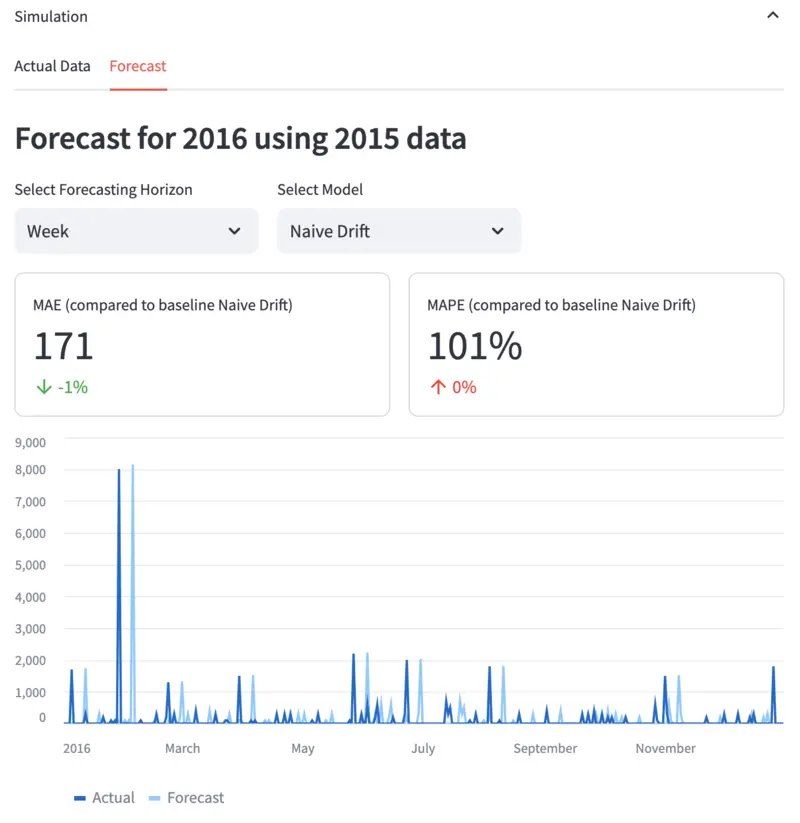 Simulation
Actual Data Forecast
Forecast for 2016 using 2015 data
Select Forecasting Horizon Select Model
Week Naive Drift
MAE (compared to baseline Naive Drift) MAPE (compared to baseline Naive Drift)
171 101%
-1% 0%
9,000
8,000
7,000
6,000
5,000
4,000
3,000
2,000
1,000
0
2016 March May July September November
Actual Forecast